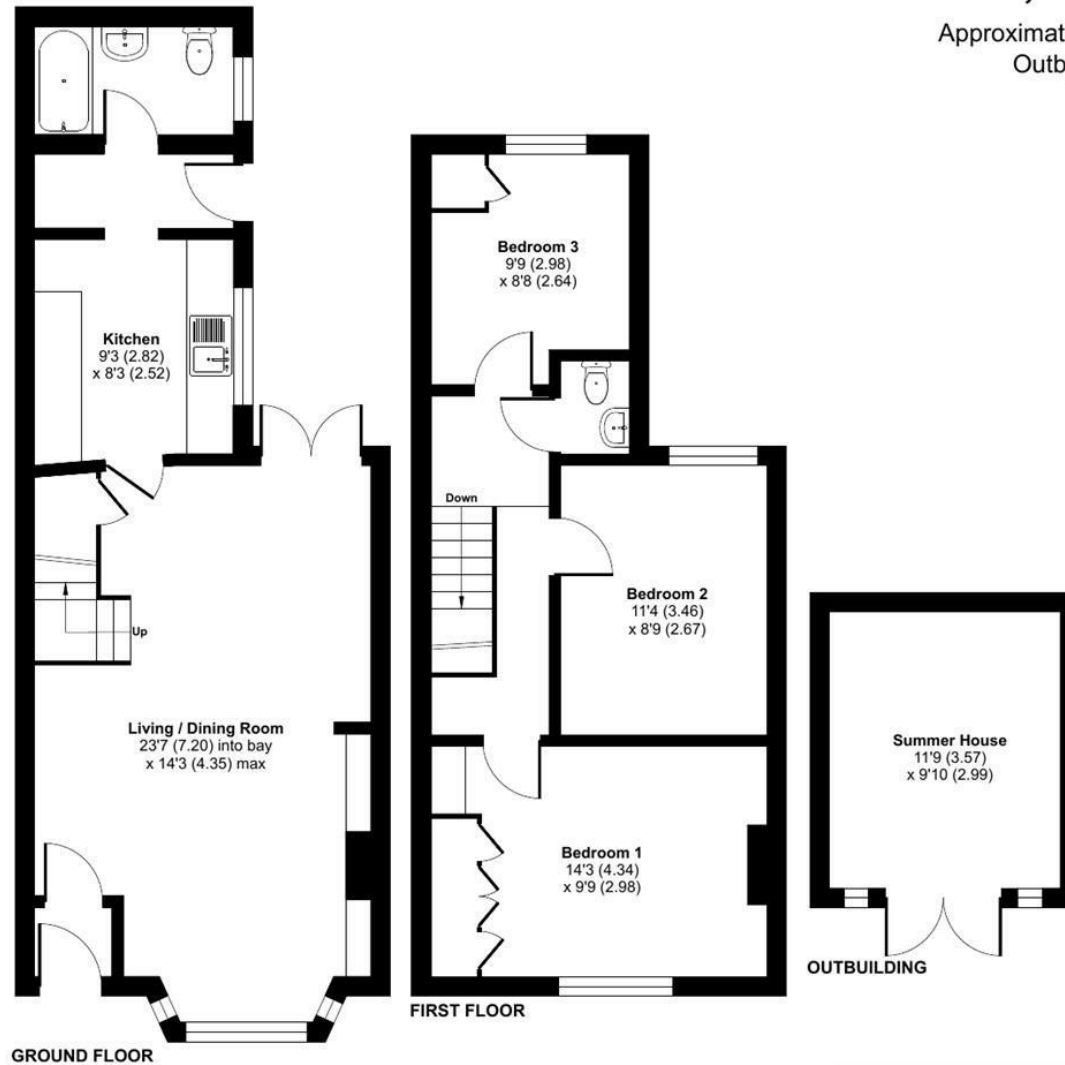 Approximat
Outb
Kitchen
9'3 (2.82)
x 8'3 (2.52)
Up
Living / Dining Room
23'7 (7.20) into bay
x 14'3 (4.35) max
GROUND FLOOR
Bedroom 3
9'9 (2.98)
x 8'8 (2.64)
Down
Bedroom 2
11'4 (3.46)
x 8'9 (2.67)
Bedroom 1
14'3 (4.34)
x 9'9 (2.98)
FIRST FLOOR
Summer House
11'9 (3.57)
x 9'10 (2.99)
OUTBUILDING